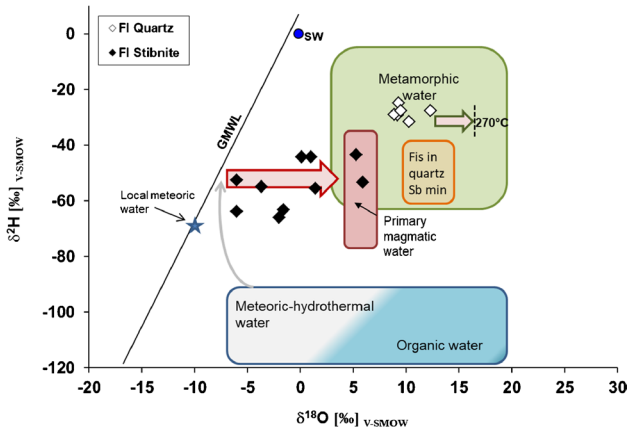 FI Quartz
FI Stibnite
SW
GMWL
Metamorphic
water
270°C
Fis in
quartz
Sb min
Local meteoric
water
Primary
magmatic
water
Meteoric-hydrothermal
water
Organic water
0
-20
-40
-60
-80
-100
-120
-20
-15
-10
-5
0
5
10
15
20
25
30
δ²H [‰] V-SMOW
δ¹⁸O [‰] V-SMOW